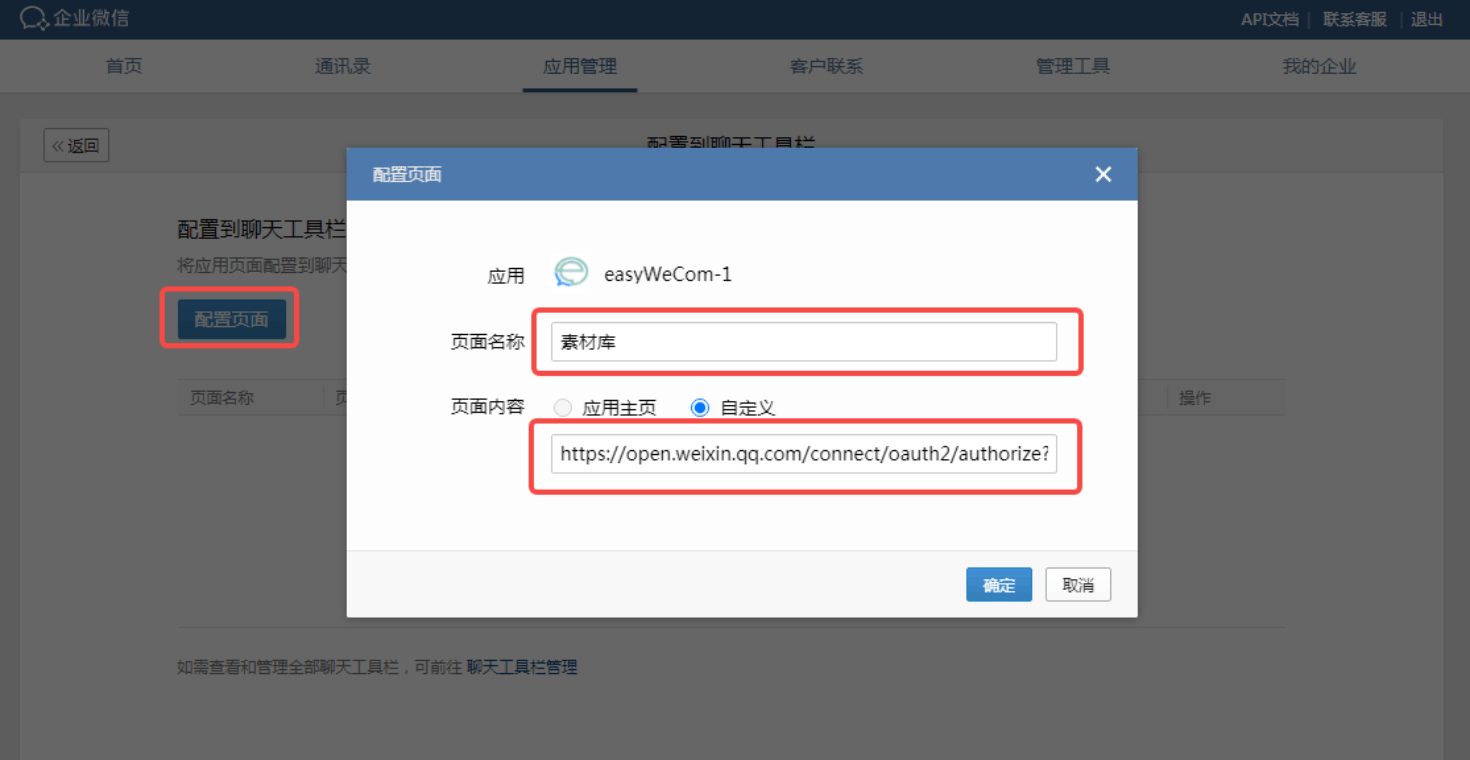 企业微信
API文档 | 联系客服 | 退出
首页 通讯录 应用管理 客户联系 管理工具 我的企业
« 返回
配置到聊天工具栏
配置页面
配置到聊天工具栏
将应用页面配置到聊天
应用 easyWeCom-1
配置页面
页面名称 素材库
页面名称 操作
页面内容 应用主页 自定义
https://open.weixin.qq.com/connect/oauth2/authorize?
确定 取消
如需查看和管理全部聊天工具栏，可前往 聊天工具栏管理